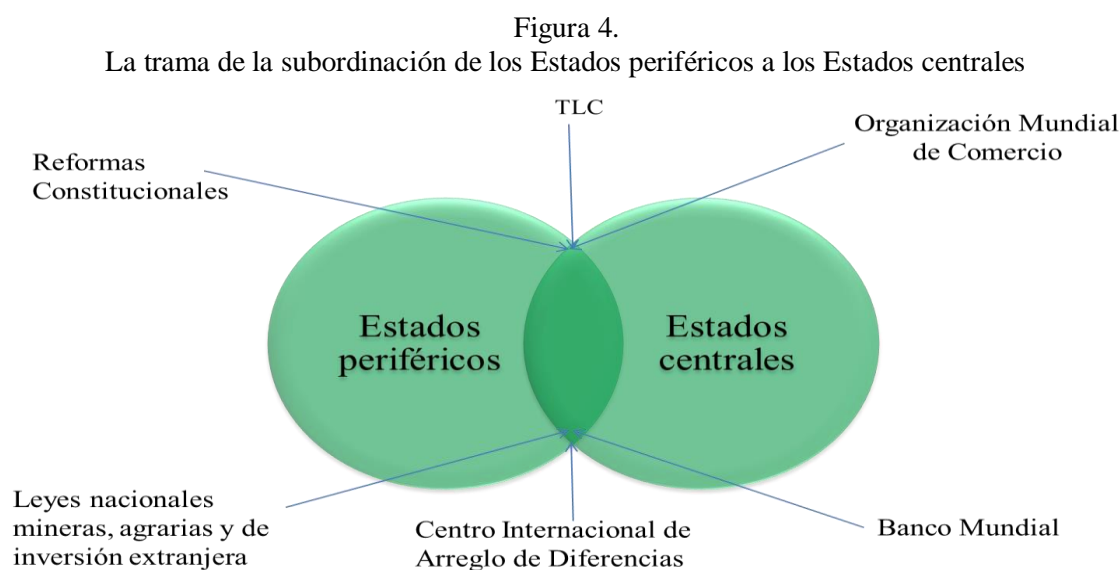 Figura 4.
La trama de la subordinación de los Estados periféricos a los Estados centrales
TLC
Organización Mundial
de Comercio
Reformas
Constitucionales
Estados
periféricos
Estados
centrales
Leyes nacionales
mineras, agrarias y de
inversión extranjera
Centro Internacional de
Arreglo de Diferencias
Banco Mundial